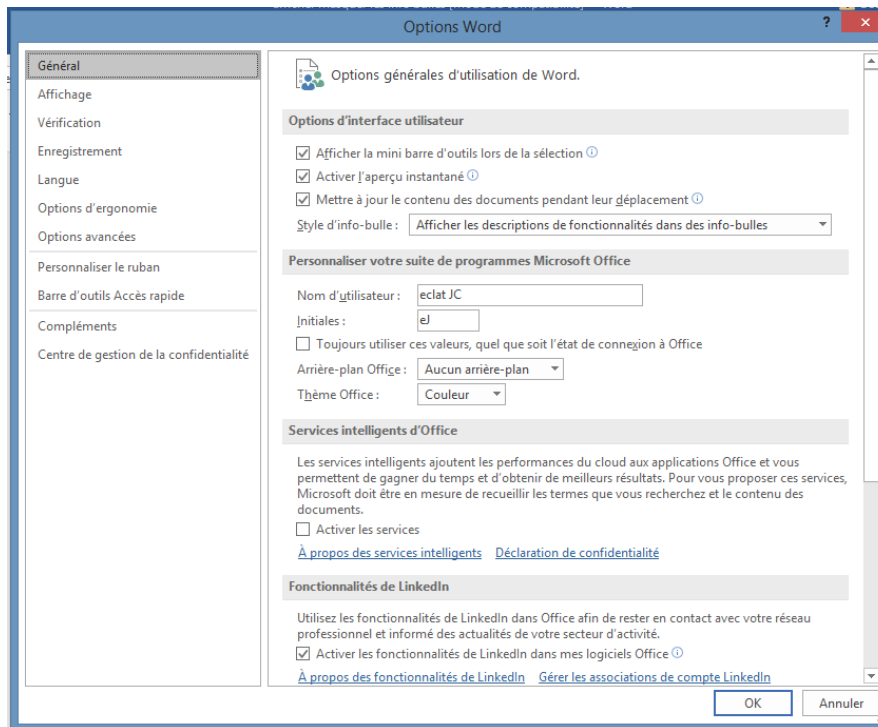 Options Word
?
Général
Affichage
Vérification
Enregistrement
Langue
Options d'ergonomie
Options avancées
Personnaliser le ruban
Barre d'outils Accès rapide
Compléments
Centre de gestion de la confidentialité
Options générales d'utilisation de Word.
Options d'interface utilisateur
Afficher la mini barre d'outils lors de la sélection
Activer l'aperçu instantané
Mettre à jour le contenu des documents pendant leur déplacement
Style d'info-bulle : Afficher les descriptions de fonctionnalités dans des info-bulles
Personnaliser votre suite de programmes Microsoft Office
Nom d'utilisateur : eclat JC
Initiales : eJ
Toujours utiliser ces valeurs, quel que soit l'état de connexion à Office
Arrière-plan Office : Aucun arrière-plan
Thème Office : Couleur
Services intelligents d'Office
Les services intelligents ajoutent les performances du cloud aux applications Office et vous
permettent de gagner du temps et d'obtenir de meilleurs résultats. Pour vous proposer ces services,
Microsoft doit être en mesure de recueillir les termes que vous recherchez et le contenu des
documents.
Activer les services
À propos des services intelligents Déclaration de confidentialité
Fonctionnalités de LinkedIn
Utilisez les fonctionnalités de LinkedIn dans Office afin de rester en contact avec votre réseau
professionnel et informé des actualités de votre secteur d'activité.
Activer les fonctionnalités de LinkedIn dans mes logiciels Office
À propos des fonctionnalités de LinkedIn Gérer les associations de compte LinkedIn
OK Annuler